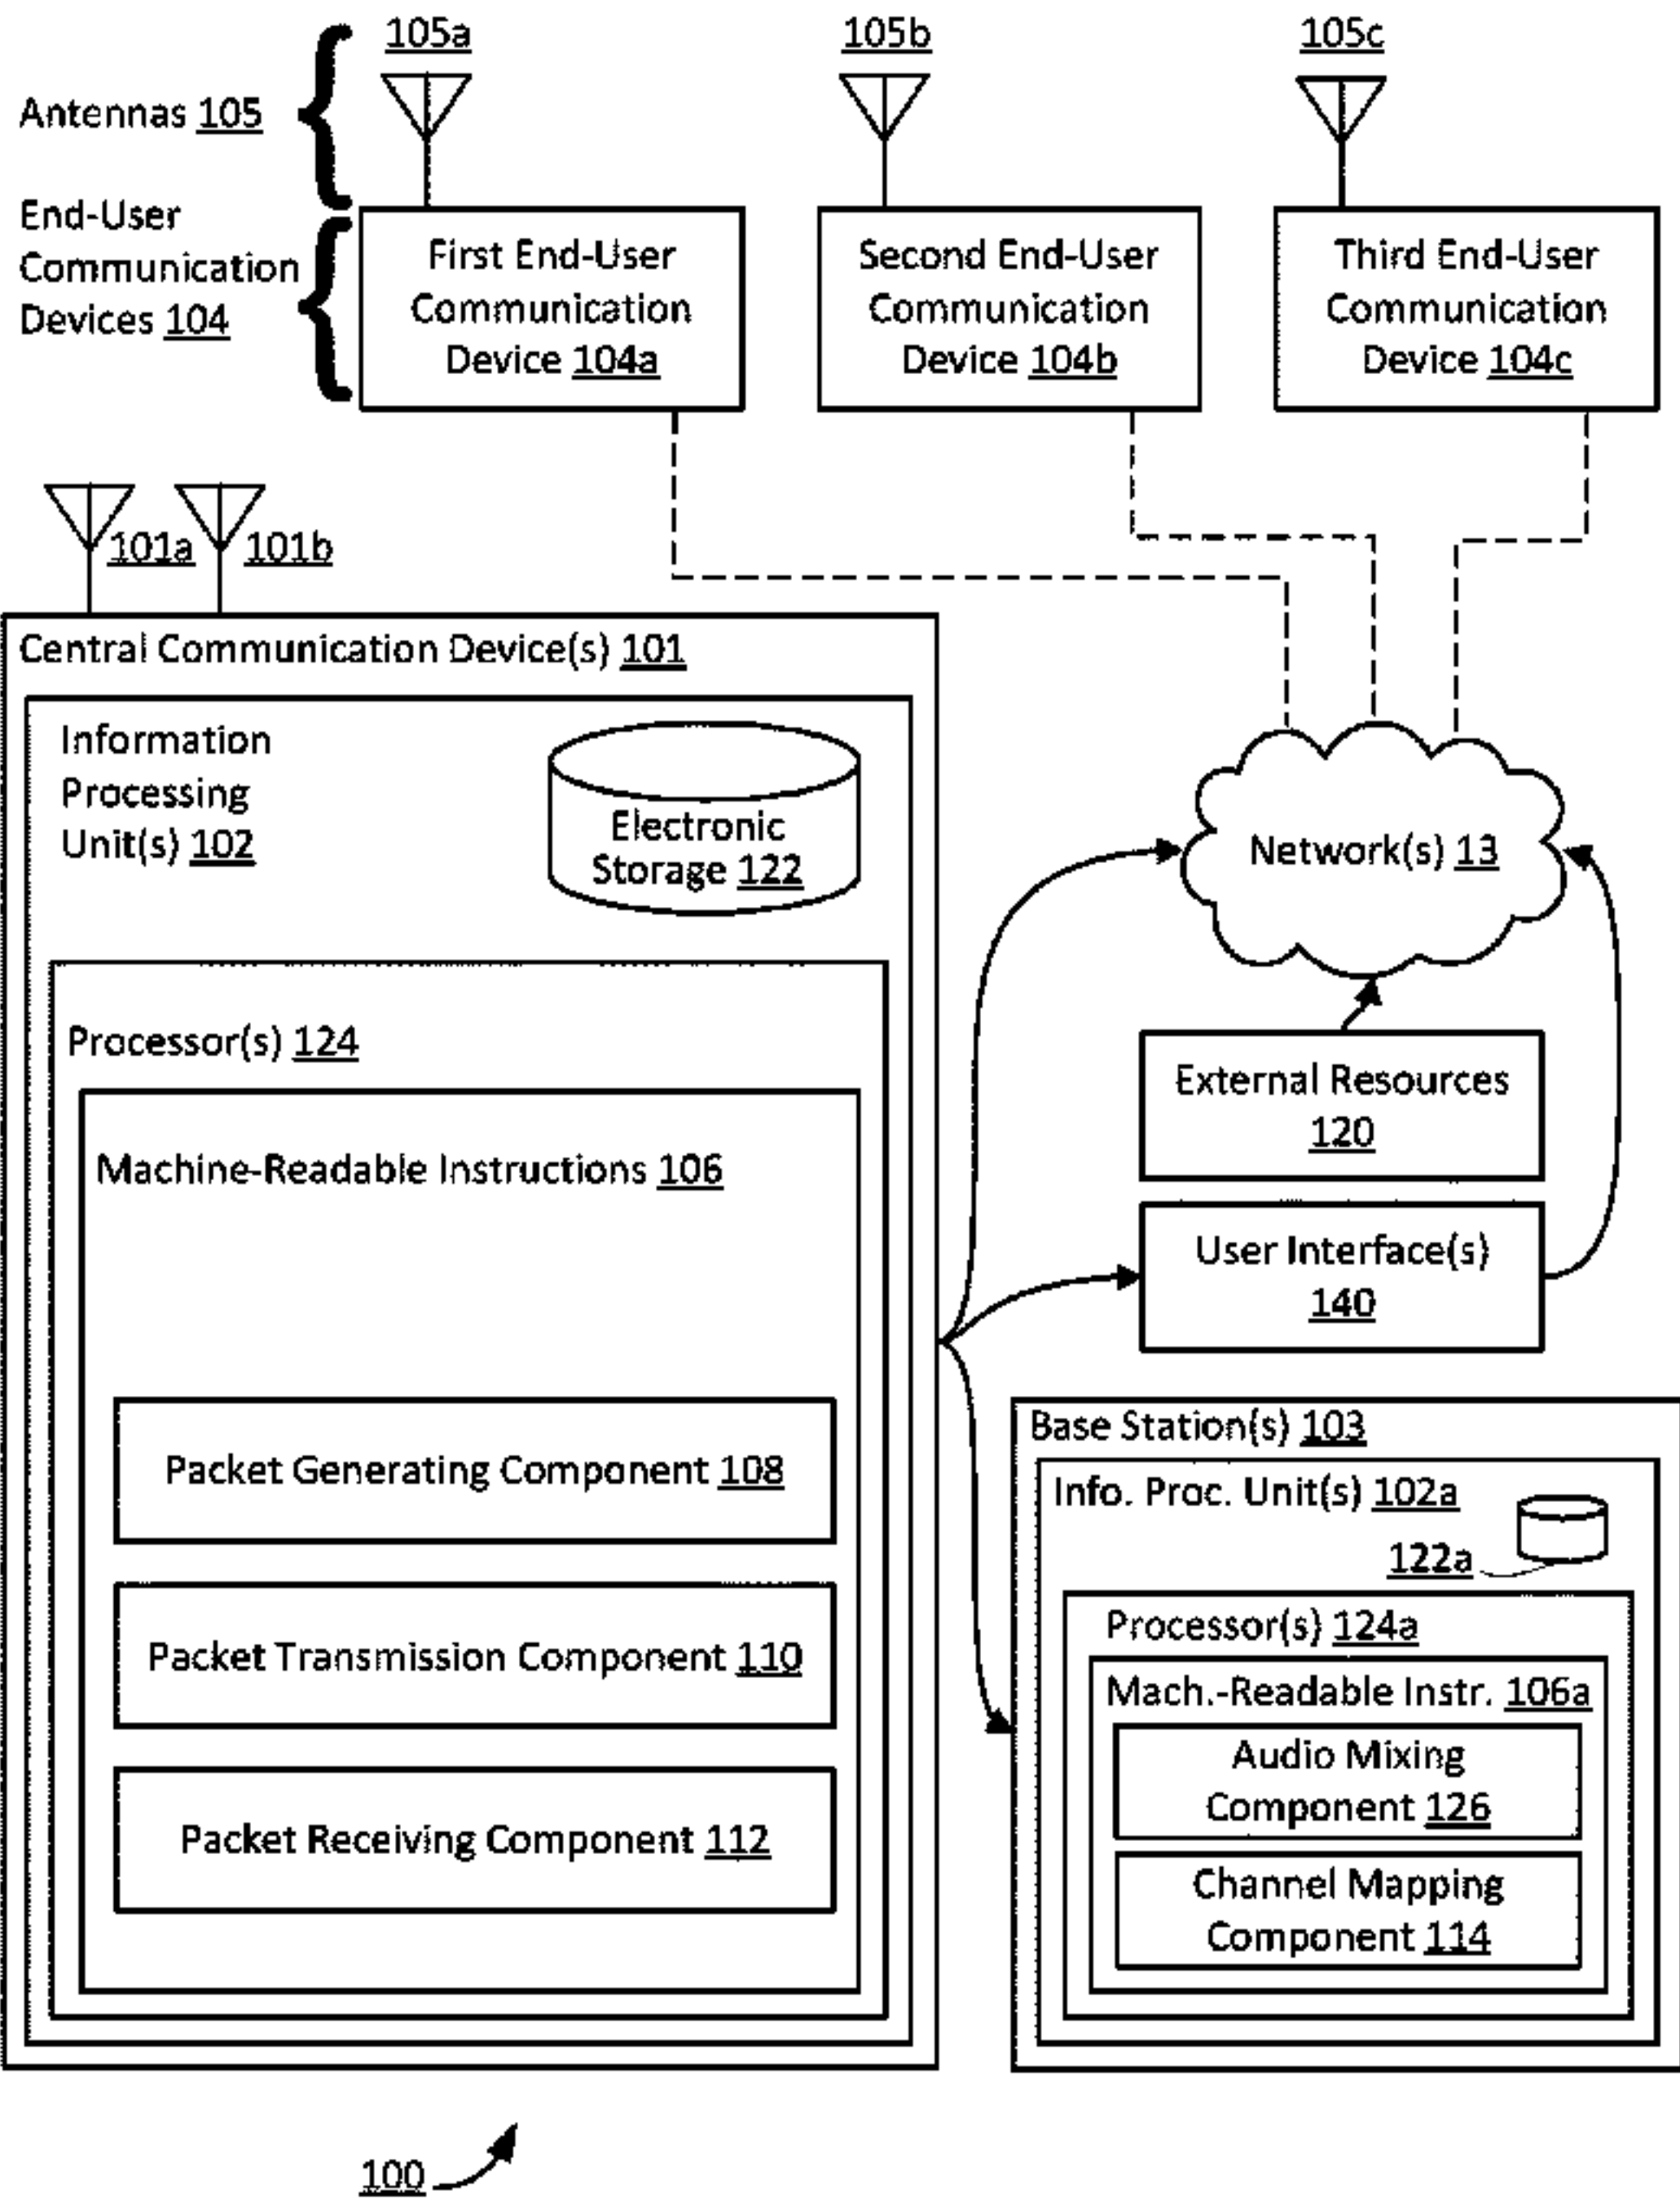 105a
105b
105c
Antennas 105
End-User
Communication
Devices 104
First End-User
Communication
Device 104a
Second End-User
Communication
Device 104b
Third End-User
Communication
Device 104c
101a
101b
Central Communication Device(s) 101
Information
Processing
Unit(s) 102
Electronic
Storage 122
Processor(s) 124
Machine-Readable Instructions 106
Packet Generating Component 108
Packet Transmission Component 110
Packet Receiving Component 112
Network(s) 13
External Resources
120
User Interface(s)
140
Base Station(s) 103
Info. Proc. Unit(s) 102a
122a
Processor(s) 124a
Mach.-Readable Instr. 106a
Audio Mixing
Component 126
Channel Mapping
Component 114
100